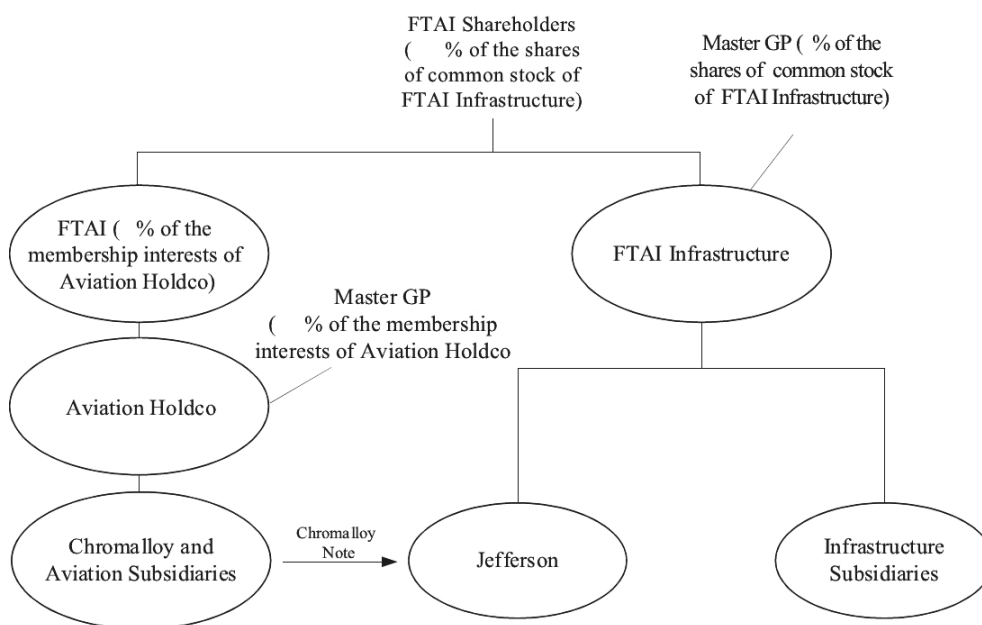 FTAI Shareholders
(    % of the shares
of common stock of
FTAI Infrastructure)
Master GP (  % of the
shares of common stock
of FTAI Infrastructure)
FTAI (   % of the
membership interests of
Aviation Holdco)
FTAI Infrastructure
Master GP
(    % of the membership
interests of Aviation Holdco
Aviation Holdco
Chromalloy and
Aviation Subsidiaries
Chromalloy
Note
Jefferson
Infrastructure
Subsidiaries